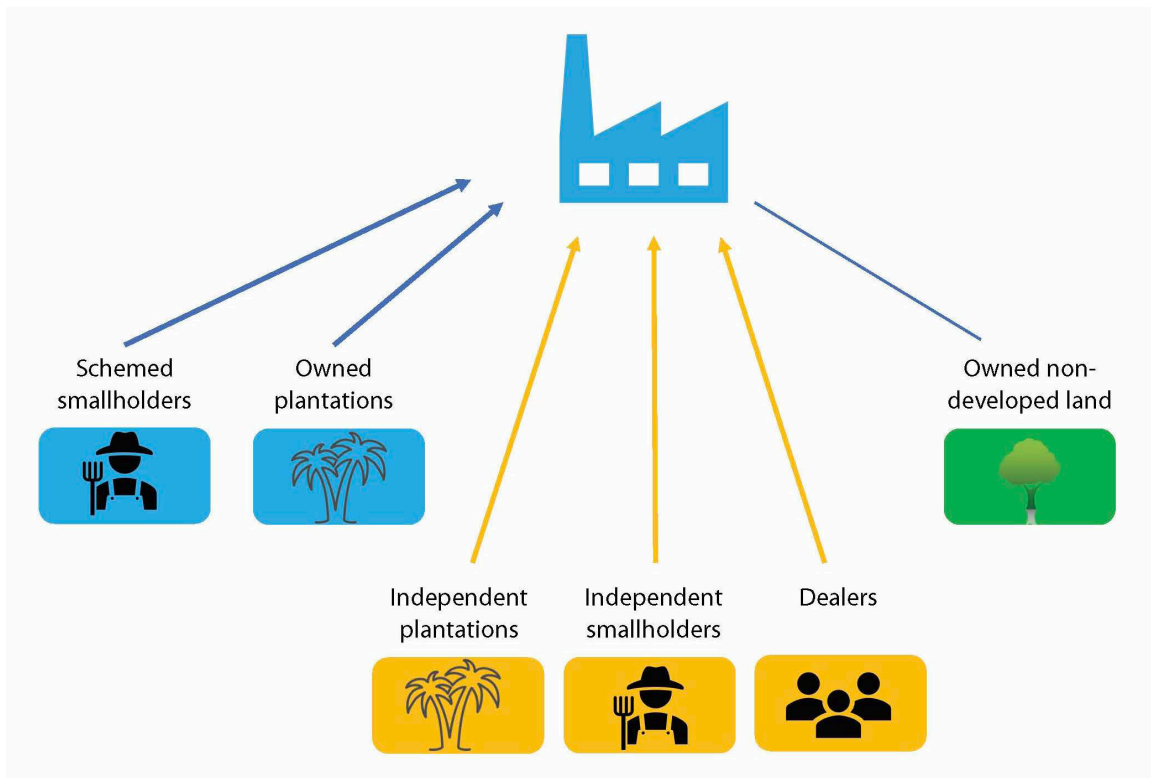 Schemed
smallholders
Owned
plantations
Owned non-
developed land
Independent
plantations
Independent
smallholders
Dealers